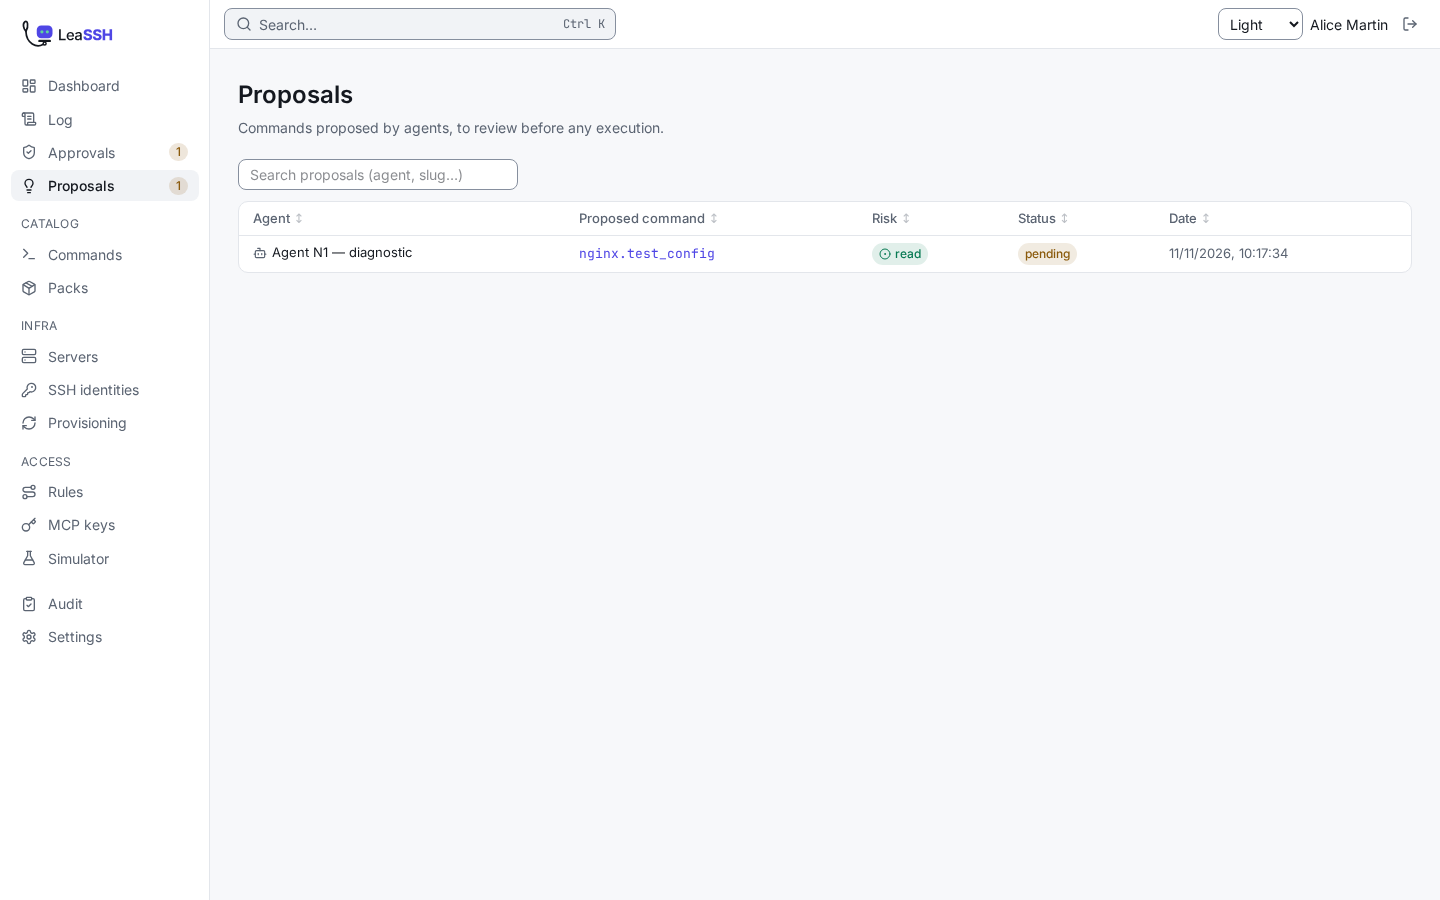 LeaSSH
Search...
Ctrl K
Light
Alice Martin
Dashboard
Log
Approvals 1
Proposals 1
CATALOG
Commands
Packs
INFRA
Servers
SSH identities
Provisioning
ACCESS
Rules
MCP keys
Simulator
Audit
Settings
Proposals
Commands proposed by agents, to review before any execution.
Search proposals (agent, slug...)
Agent Proposed command Risk Status Date
Agent N1 — diagnostic nginx.test_config read pending 11/11/2026, 10:17:34